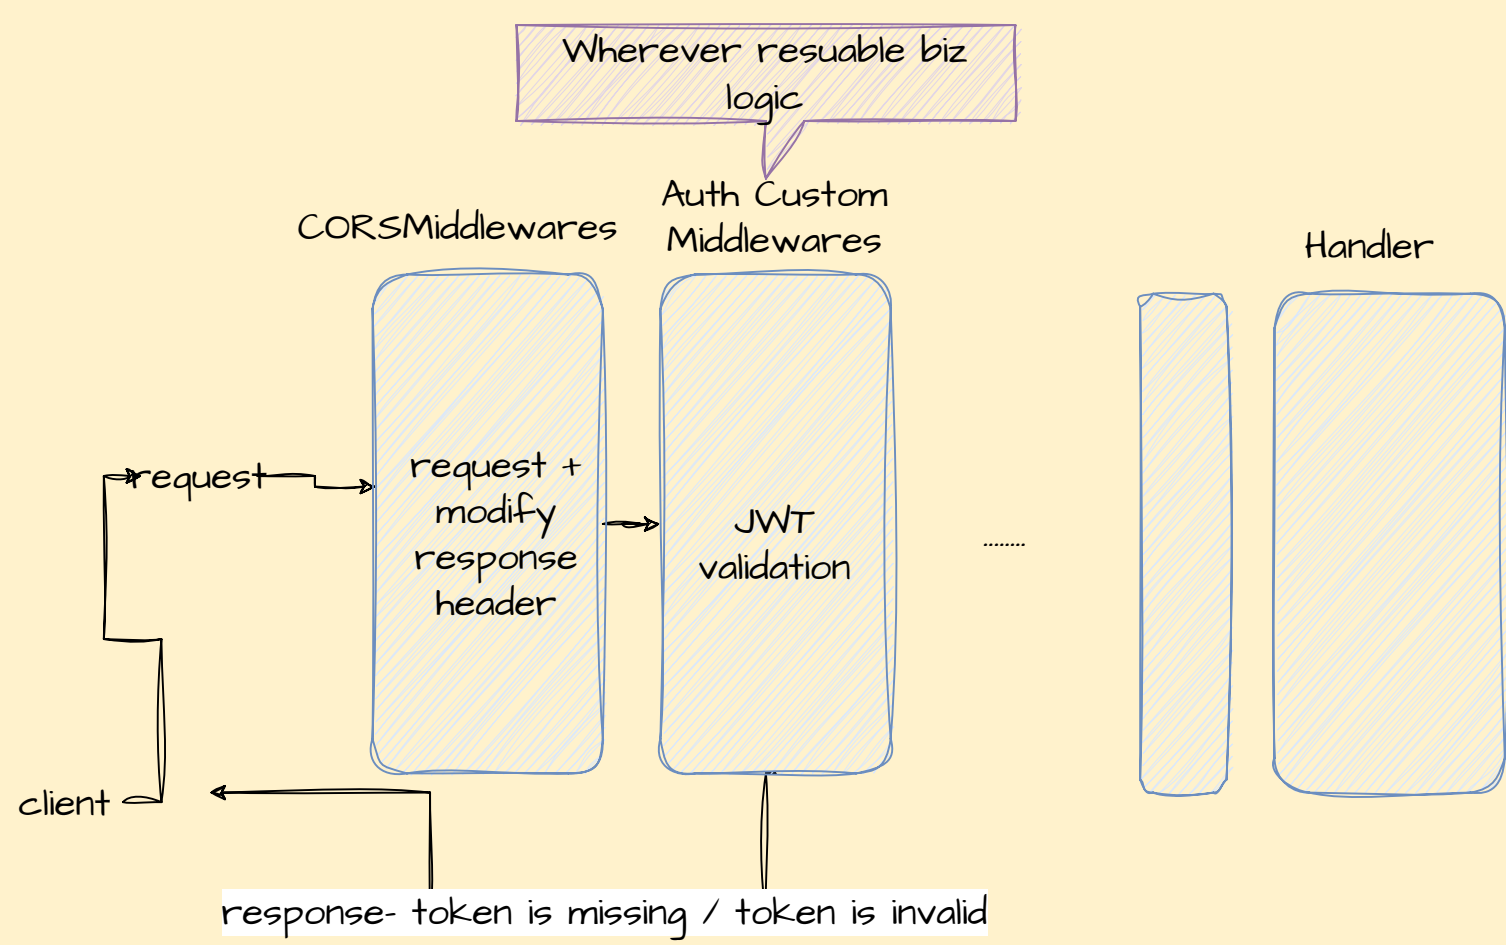 Wherever resuable biz
logic
Auth Custom
Middlewares
CORSMiddlewares
Handler
request
request +
modify
response
header
JWT
validation
........
client
response- token is missing / token is invalid